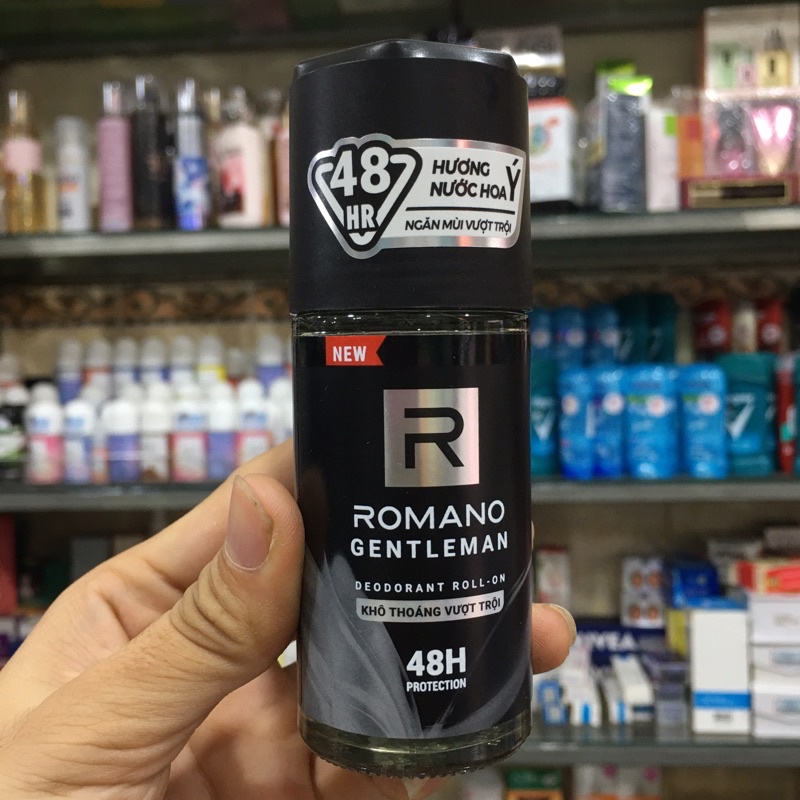 48
HR
HƯƠNG
NƯỚC HOA Ý
NGĂN MÙI VƯỢT TRỘI
NEW
R
ROMANO
GENTLEMAN
DEODORANT ROLL-ON
KHÔ THOÁNG VƯỢT TRỘI
48H
PROTECTION
NIVEA